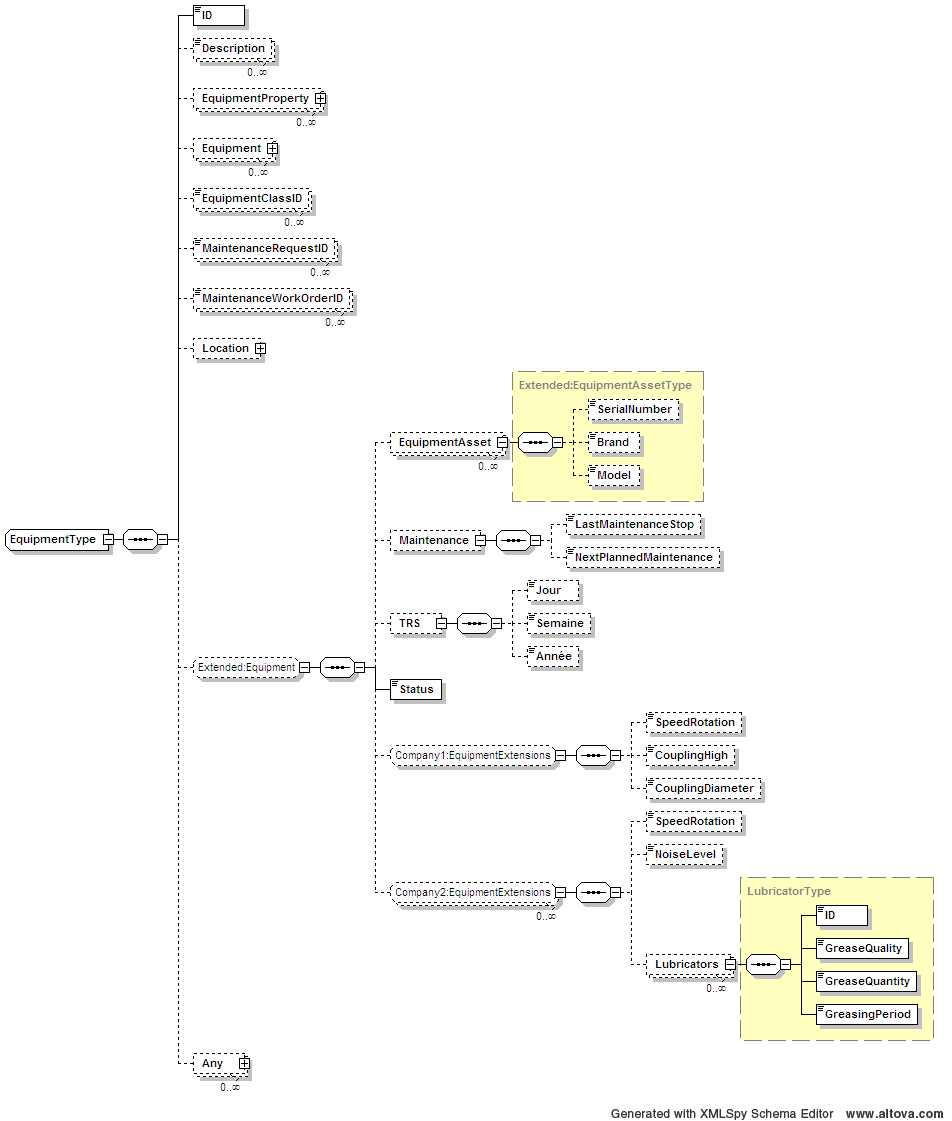 ID
Description
0..∞
EquipmentProperty
0..∞
Equipment
0..∞
EquipmentClassID
0..∞
MaintenanceRequestID
0..∞
MaintenanceWorkOrderID
0..∞
Location
Extended:EquipmentAssetType
SerialNumber
EquipmentAsset
Brand
0..∞
Model
LastMaintenanceStop
EquipmentType
Maintenance
NextPlannedMaintenance
Jour
TRS
Semaine
Année
Extended:Equipment
Status
SpeedRotation
Company1:EquipmentExtensions
CouplingHigh
CouplingDiameter
SpeedRotation
NoiseLevel
Company2:EquipmentExtensions
0..∞
LubricatorType
ID
GreaseQuality
Lubricators
0..∞
GreaseQuantity
GreasingPeriod
Any
0..∞
Generated with XMLSpy Schema Editor www.altova.com